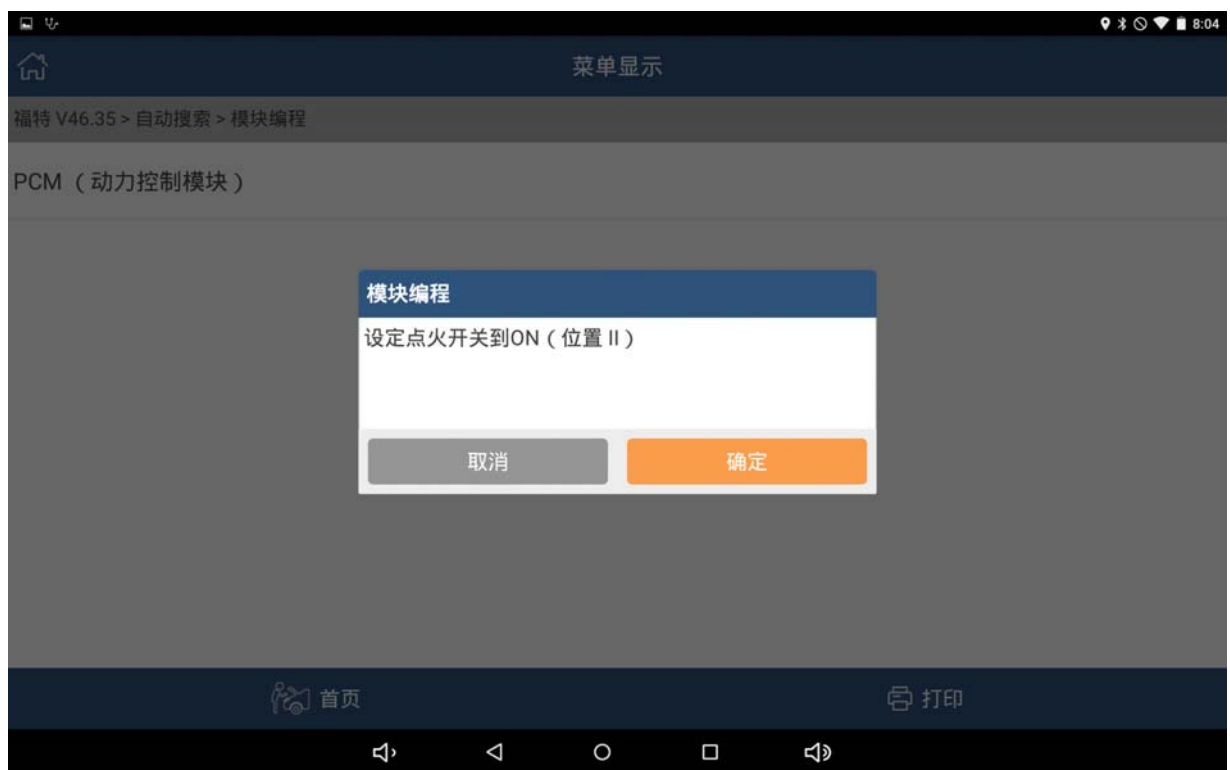 8:04
菜单显示
福特 V46.35 > 自动搜索 > 模块编程
PCM （动力控制模块）
模块编程
设定点火开关到ON（位置 II）
取消
确定
首页
打印